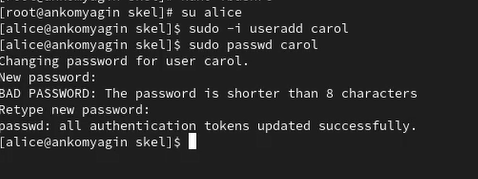 [root@ankomyagin skel]# su alice
[alice@ankomyagin skel]$ sudo -i useradd carol
[alice@ankomyagin skel]$ sudo passwd carol
Changing password for user carol.
New password:
BAD PASSWORD: The password is shorter than 8 characters
Retype new password:
passwd: all authentication tokens updated successfully.
[alice@ankomyagin skel]$